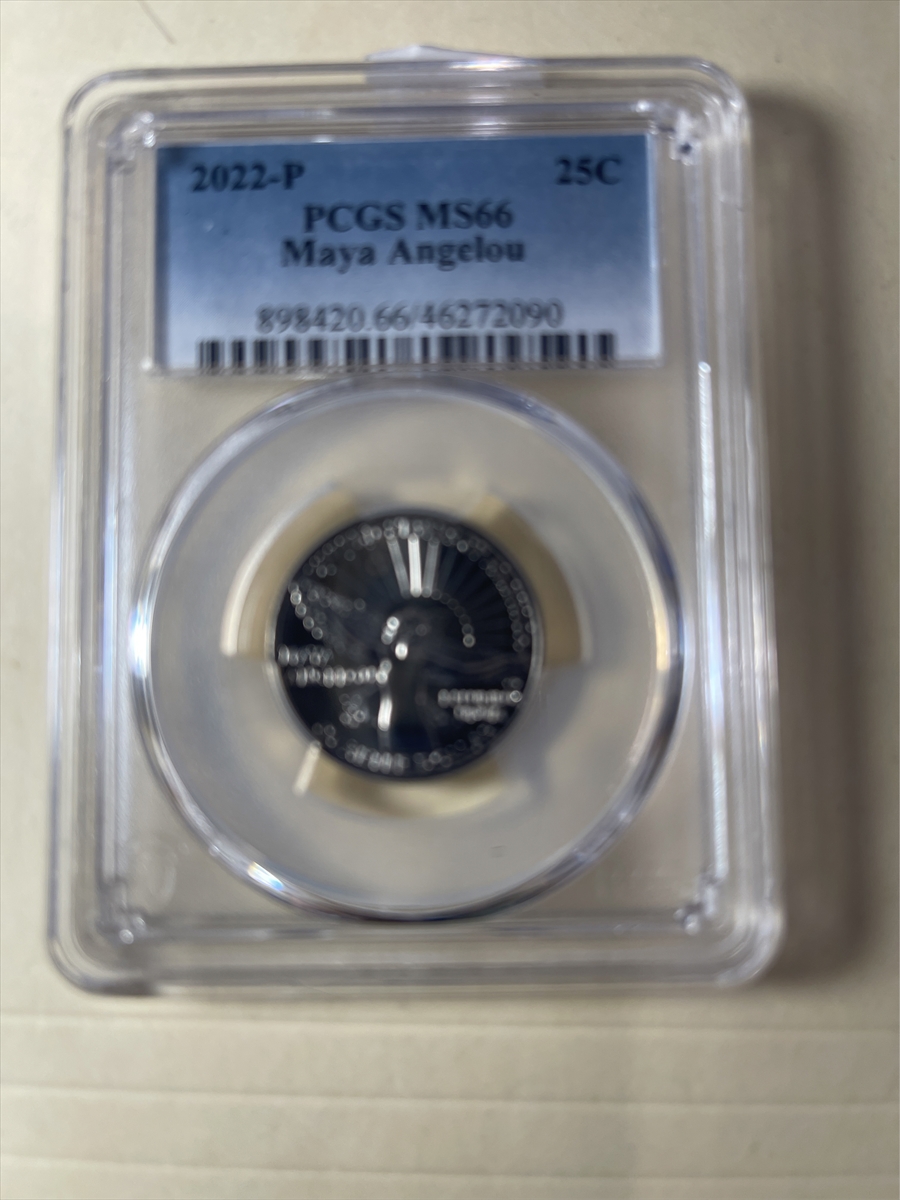 2022-P 25C
PCGS MS66
Maya Angelou
898420.66/46272090